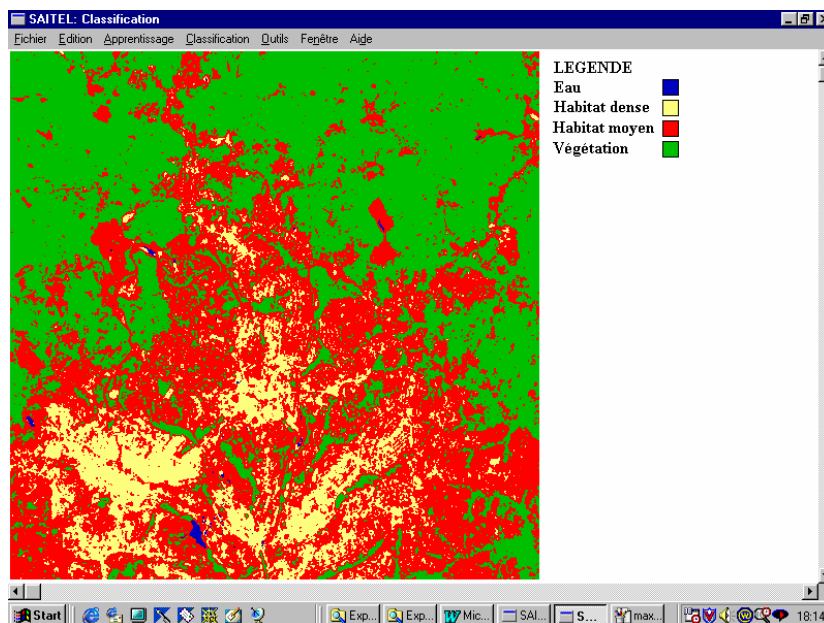 SAITEL: Classification
Fichier Edition Apprentissage Classification Outils Fenêtre Aide
LEGENDE
Eau
Habitat dense
Habitat moyen
Végétation
Start Exp... Exp... Mic... SAI... S... max... 18:14